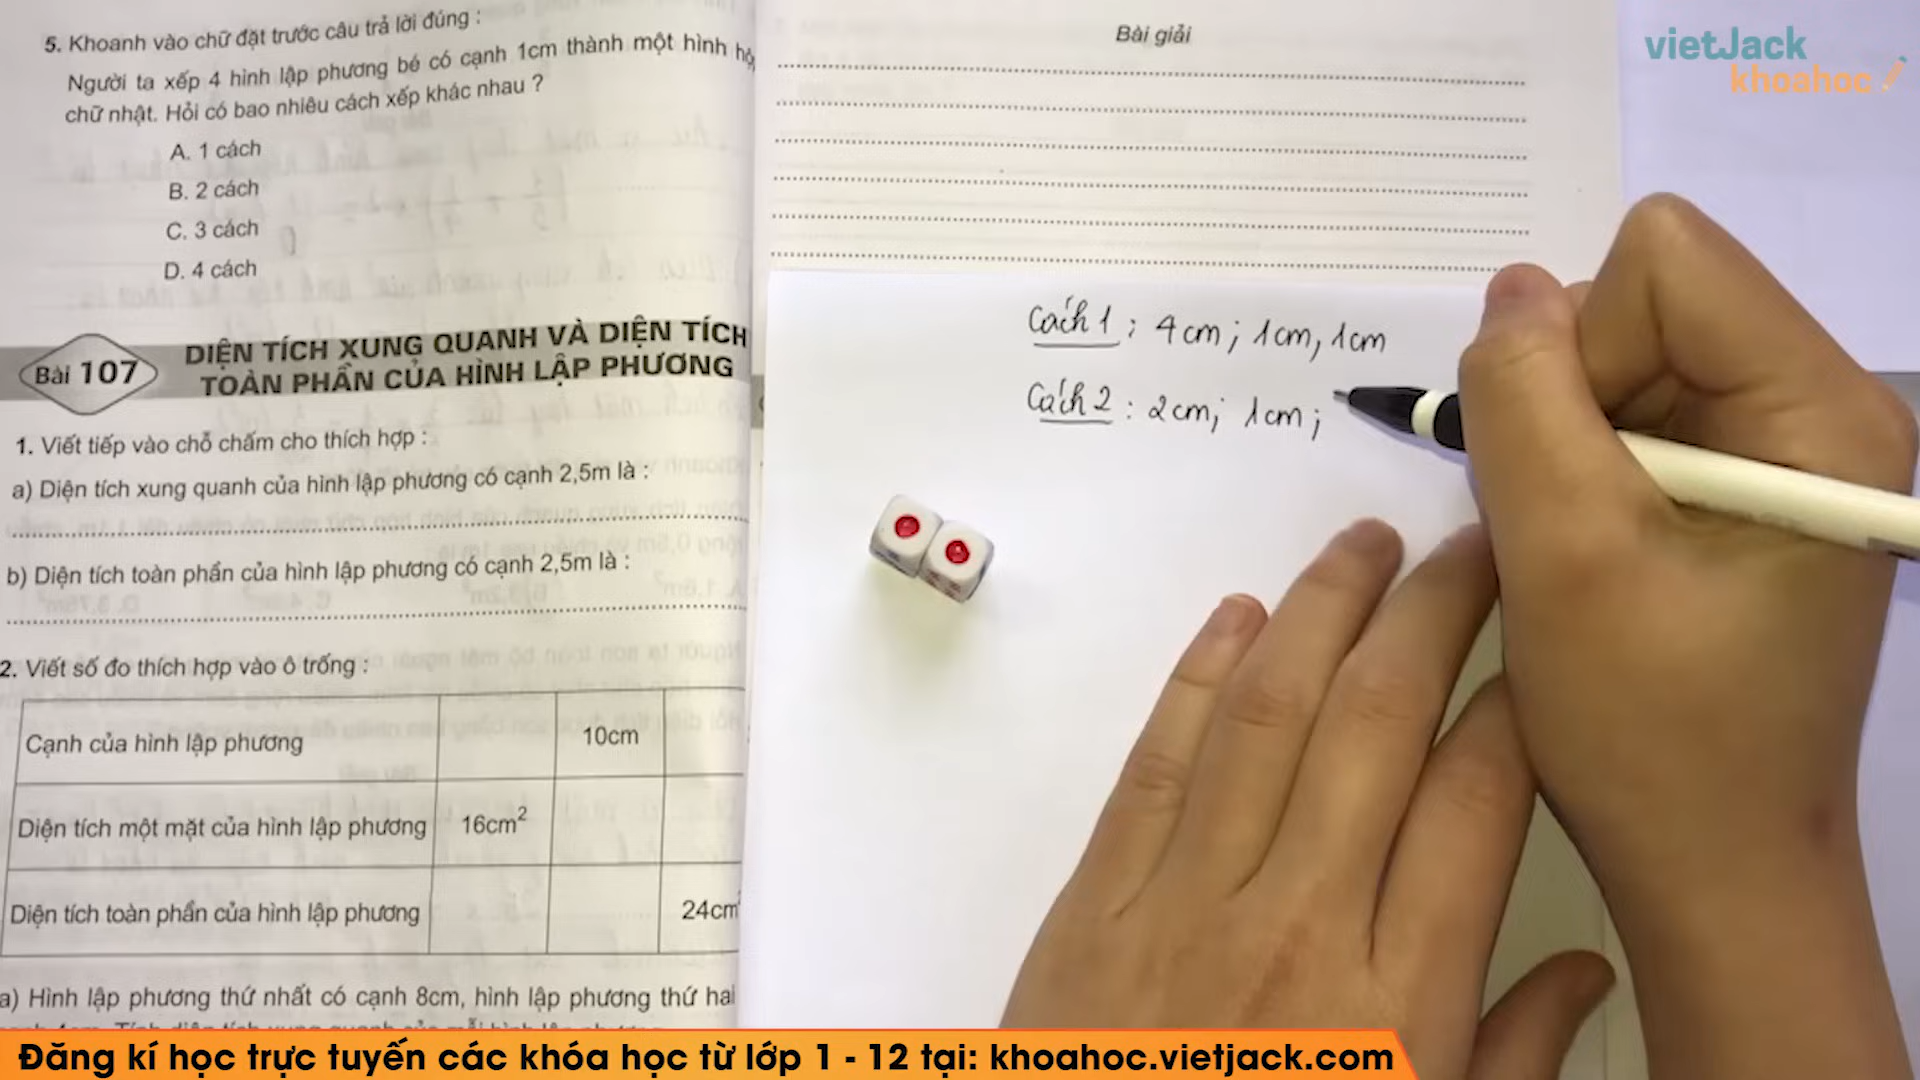 5. Khoanh vào chữ đặt trước câu trả lời đúng :
Người ta xếp 4 hình lập phương bé có cạnh 1cm thành một hình hộ
chữ nhật. Hỏi có bao nhiêu cách xếp khác nhau ?
A. 1 cách
B. 2 cách
C. 3 cách
D. 4 cách
Bài 107
DIỆN TÍCH XUNG QUANH VÀ DIỆN TÍCH
TOÀN PHẦN CỦA HÌNH LẬP PHƯƠNG
1. Viết tiếp vào chỗ chấm cho thích hợp :
a) Diện tích xung quanh của hình lập phương có cạnh 2,5m là :
b) Diện tích toàn phần của hình lập phương có cạnh 2,5m là :
2. Viết số đo thích hợp vào ô trống :
Cạnh của hình lập phương 10cm
Diện tích một mặt của hình lập phương 16cm²
Diện tích toàn phần của hình lập phương 24cm²
a) Hình lập phương thứ nhất có cạnh 8cm, hình lập phương thứ hai
Bài giải
Cách 1 : 4cm ; 1cm, 1cm
Cách 2 : 2cm; 1cm ;
vietJack
khoahoc
Đăng kí học trực tuyến các khóa học từ lớp 1 - 12 tại: khoahoc.vietjack.com